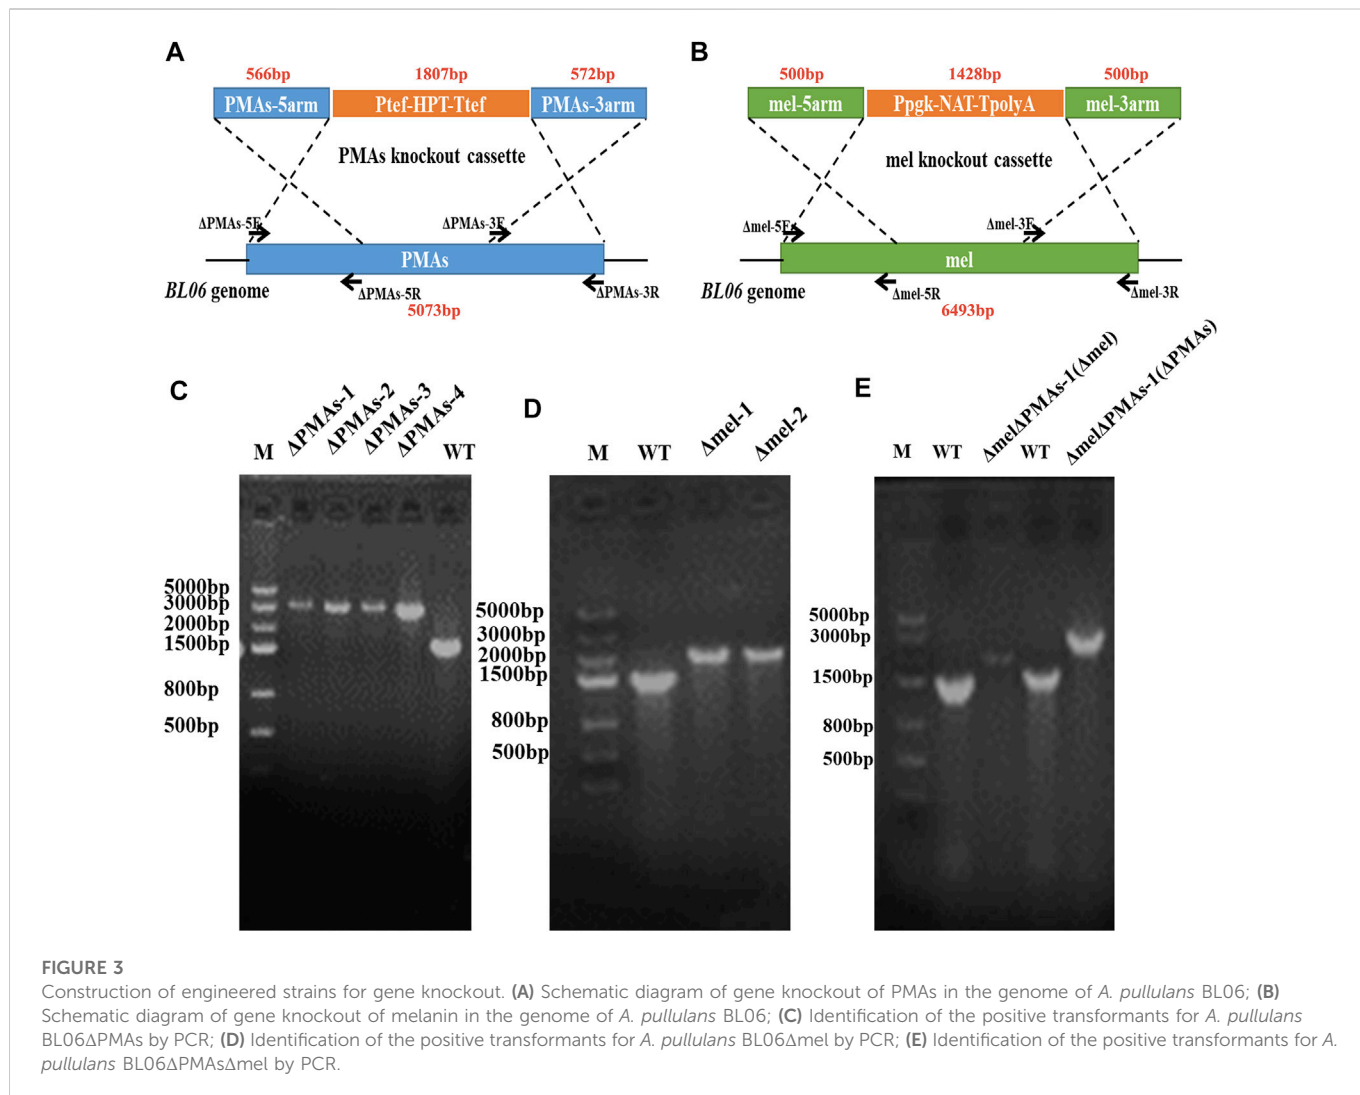 A
566bp 1807bp 572bp
PMAs-5arm Ptef-HPT-Ttef PMAs-3arm
PMAs knockout cassette
ΔPMAs-5F ΔPMAs-3F
PMAs
BL06 genome ΔPMAs-5R ΔPMAs-3R
5073bp
B
500bp 1428bp 500bp
mel-5arm Ppgk-NAT-TpolyA mel-3arm
mel knockout cassette
Δmel-5F Δmel-3F
mel
BL06 genome Δmel-5R Δmel-3R
6493bp
C
M ΔPMAs-1 ΔPMAs-2 ΔPMAs-3 ΔPMAs-4 WT
5000bp
3000bp
2000bp
1500bp
800bp
500bp
D
M WT Δmel-1 Δmel-2
5000bp
3000bp
2000bp
1500bp
800bp
500bp
E
M WT ΔmelΔPMAs-1(Δmel) WT ΔmelΔPMAs-1(ΔPMAs)
5000bp
3000bp
1500bp
800bp
500bp
FIGURE 3
Construction of engineered strains for gene knockout. (A) Schematic diagram of gene knockout of PMAs in the genome of A. pullulans BL06; (B)
Schematic diagram of gene knockout of melanin in the genome of A. pullulans BL06; (C) Identification of the positive transformants for A. pullulans
BL06ΔPMAs by PCR; (D) Identification of the positive transformants for A. pullulans BL06Δmel by PCR; (E) Identification of the positive transformants for A.
pullulans BL06ΔPMAsΔmel by PCR.